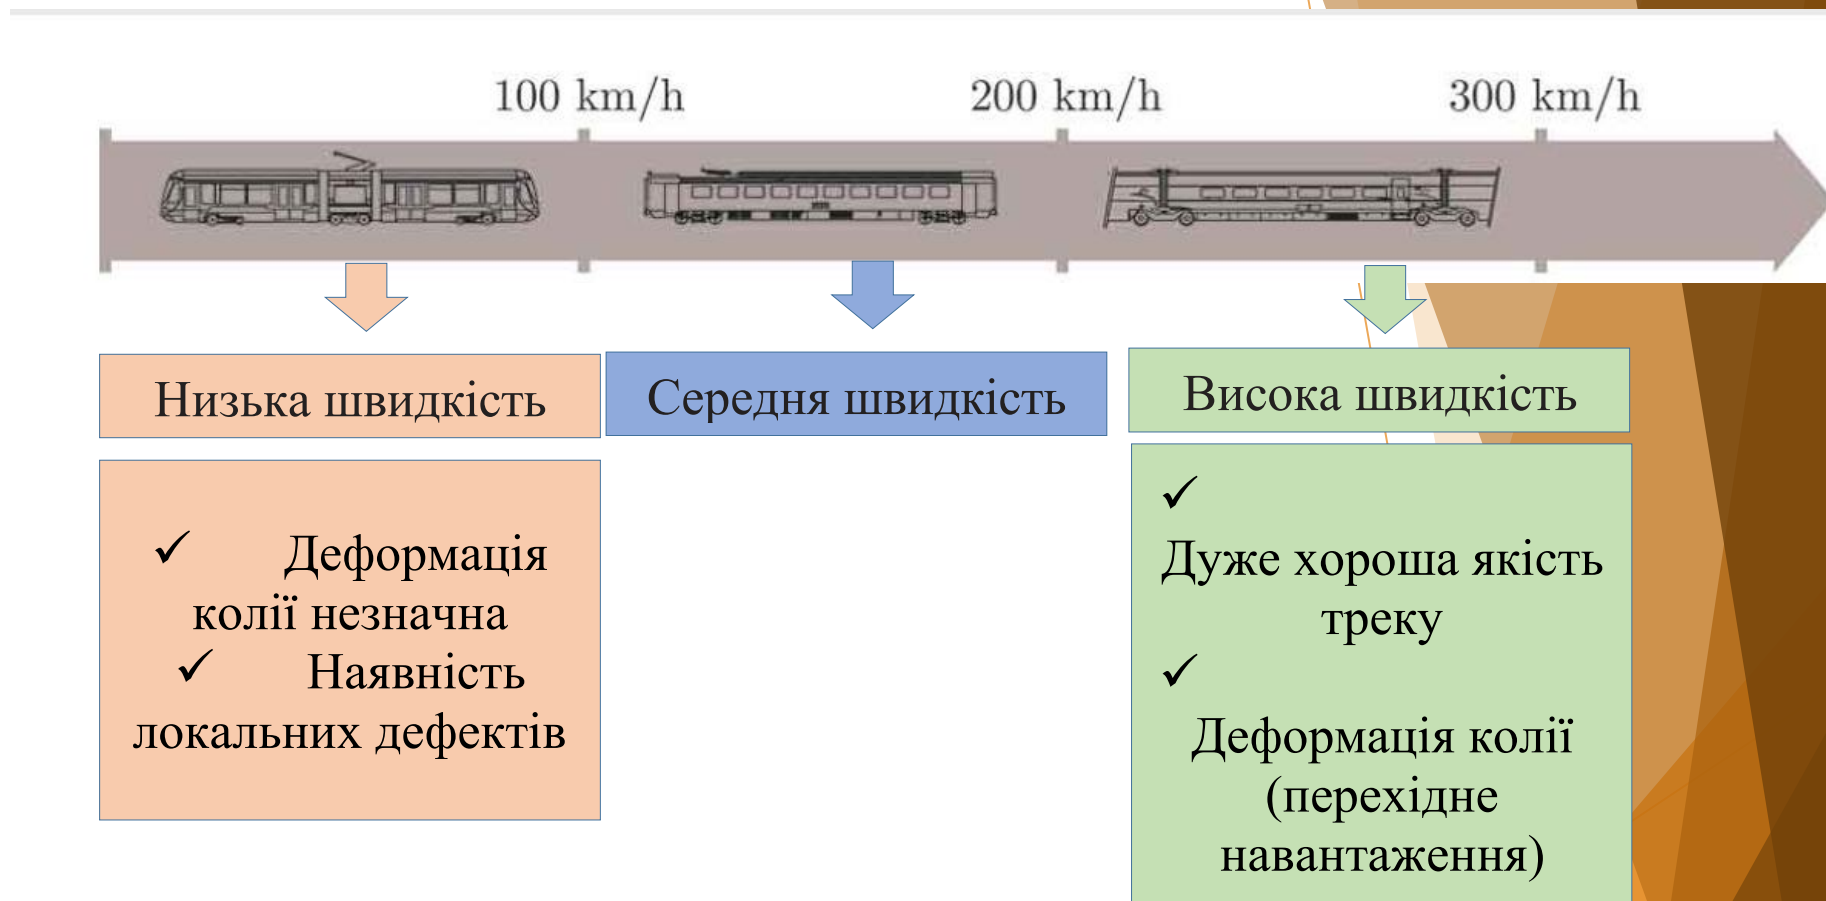 100 km/h
200 km/h
300 km/h
Низька швидкість
Середня швидкість
Висока швидкість
✓ Деформація
колії незначна
✓ Наявність
локальних дефектів
✓
Дуже хороша якість
треку
✓
Деформація колії
(перехідне
навантаження)